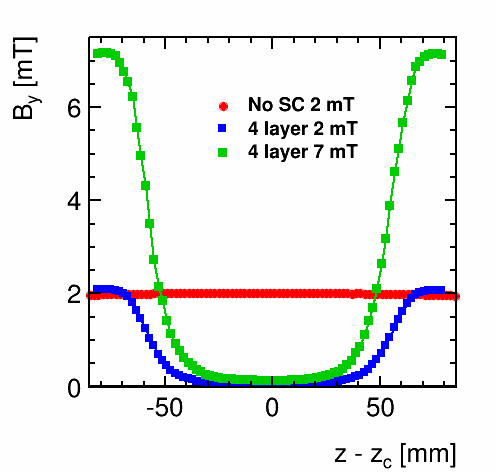 B_y [mT]
6
4
2
0
No SC 2 mT
4 layer 2 mT
4 layer 7 mT
-50 0 50
z - z_c [mm]